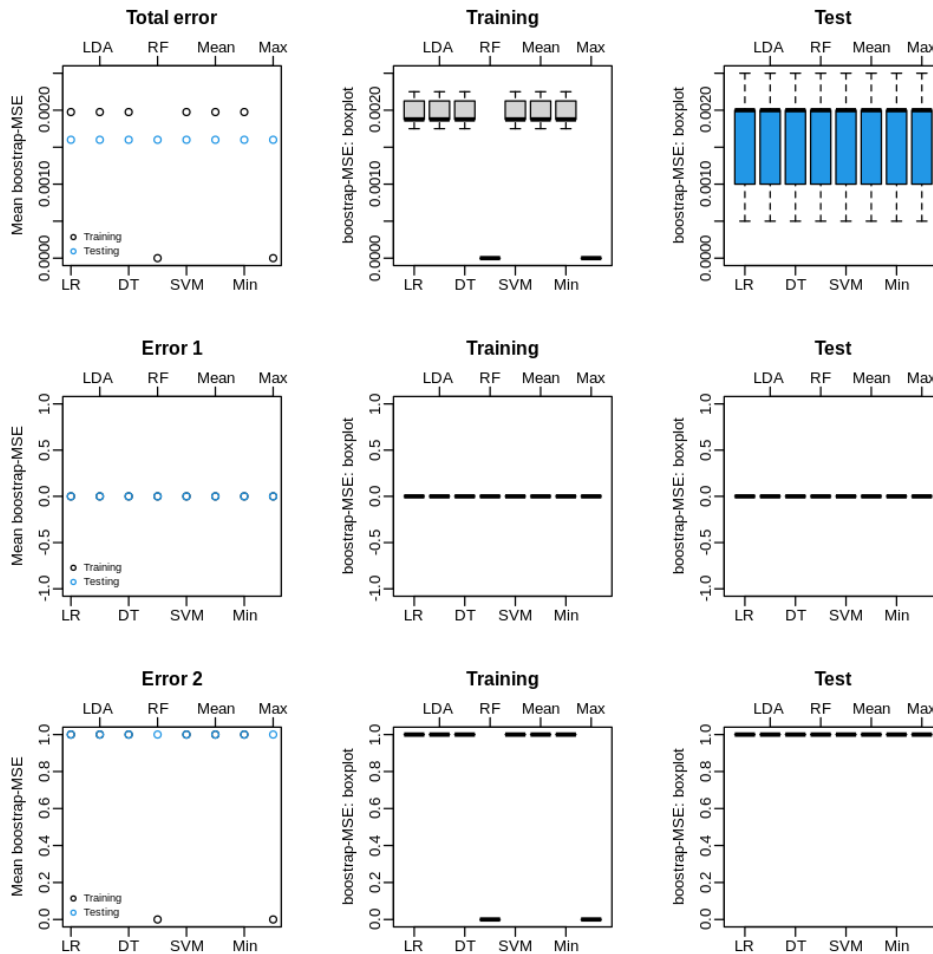 Total error
LDA RF Mean Max
Mean boostrap-MSE
0.0000 0.0010 0.0020
Training
Testing
LR DT SVM Min
Training
LDA RF Mean Max
boostrap-MSE: boxplot
0.0000 0.0010 0.0020
LR DT SVM Min
Test
LDA RF Mean Max
boostrap-MSE: boxplot
0.0000 0.0010 0.0020
LR DT SVM Min
Error 1
LDA RF Mean Max
Mean boostrap-MSE
-1.0 -0.5 0.0 0.5 1.0
Training
Testing
LR DT SVM Min
Training
LDA RF Mean Max
boostrap-MSE: boxplot
-1.0 -0.5 0.0 0.5 1.0
LR DT SVM Min
Test
LDA RF Mean Max
boostrap-MSE: boxplot
-1.0 -0.5 0.0 0.5 1.0
LR DT SVM Min
Error 2
LDA RF Mean Max
Mean boostrap-MSE
0.0 0.2 0.4 0.6 0.8 1.0
Training
Testing
LR DT SVM Min
Training
LDA RF Mean Max
boostrap-MSE: boxplot
0.0 0.2 0.4 0.6 0.8 1.0
LR DT SVM Min
Test
LDA RF Mean Max
boostrap-MSE: boxplot
0.0 0.2 0.4 0.6 0.8 1.0
LR DT SVM Min